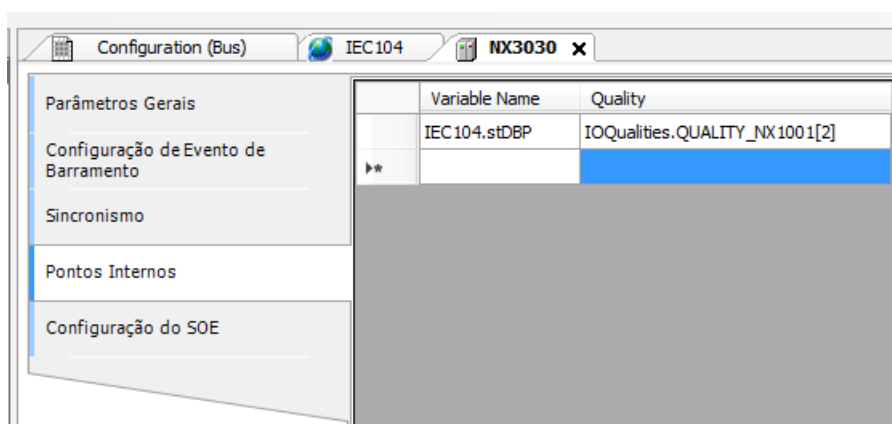 Configuration (Bus) IEC104 NX3030
Parâmetros Gerais
Configuração de Evento de
Barramento
Sincronismo
Pontos Internos
Configuração do SOE
Variable Name Quality
IEC104.stDBP IOQualities.QUALITY_NX1001[2]